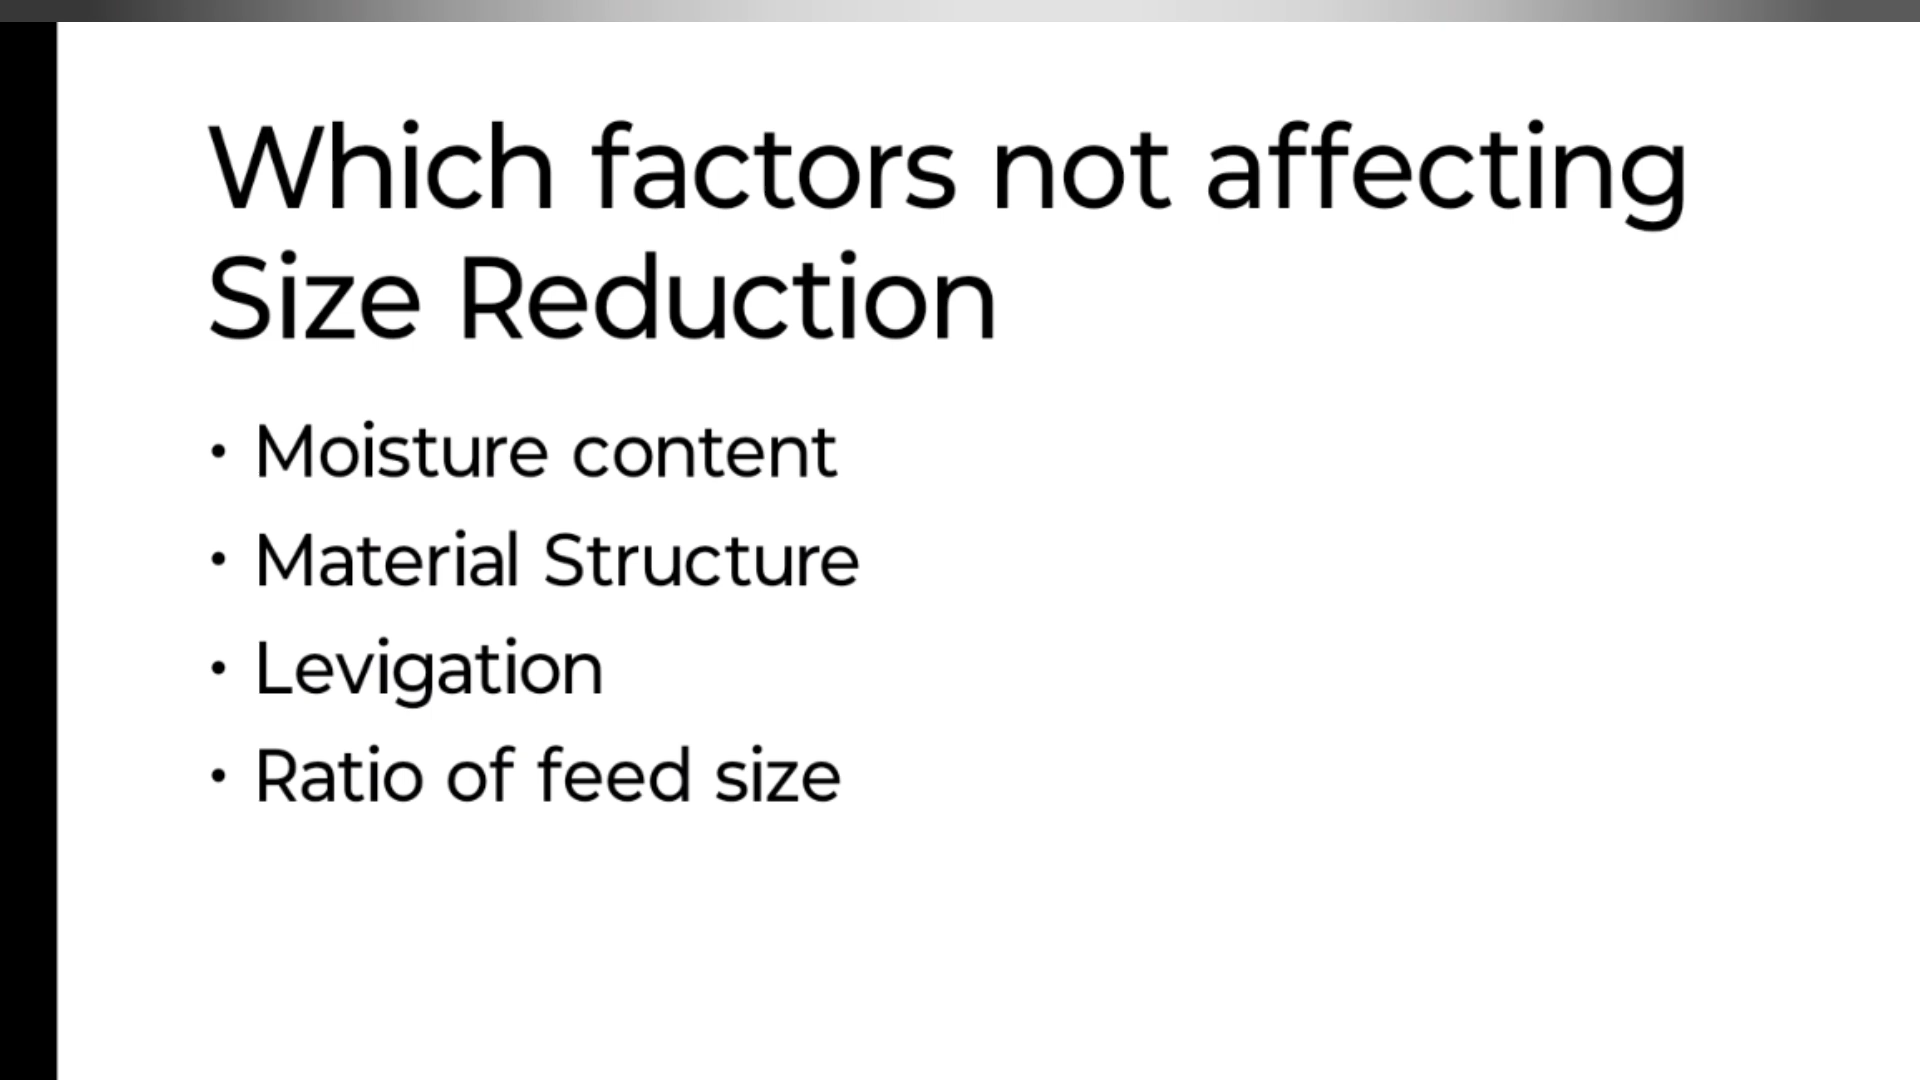 Which factors not affecting
Size Reduction
• Moisture content
• Material Structure
• Levigation
• Ratio of feed size